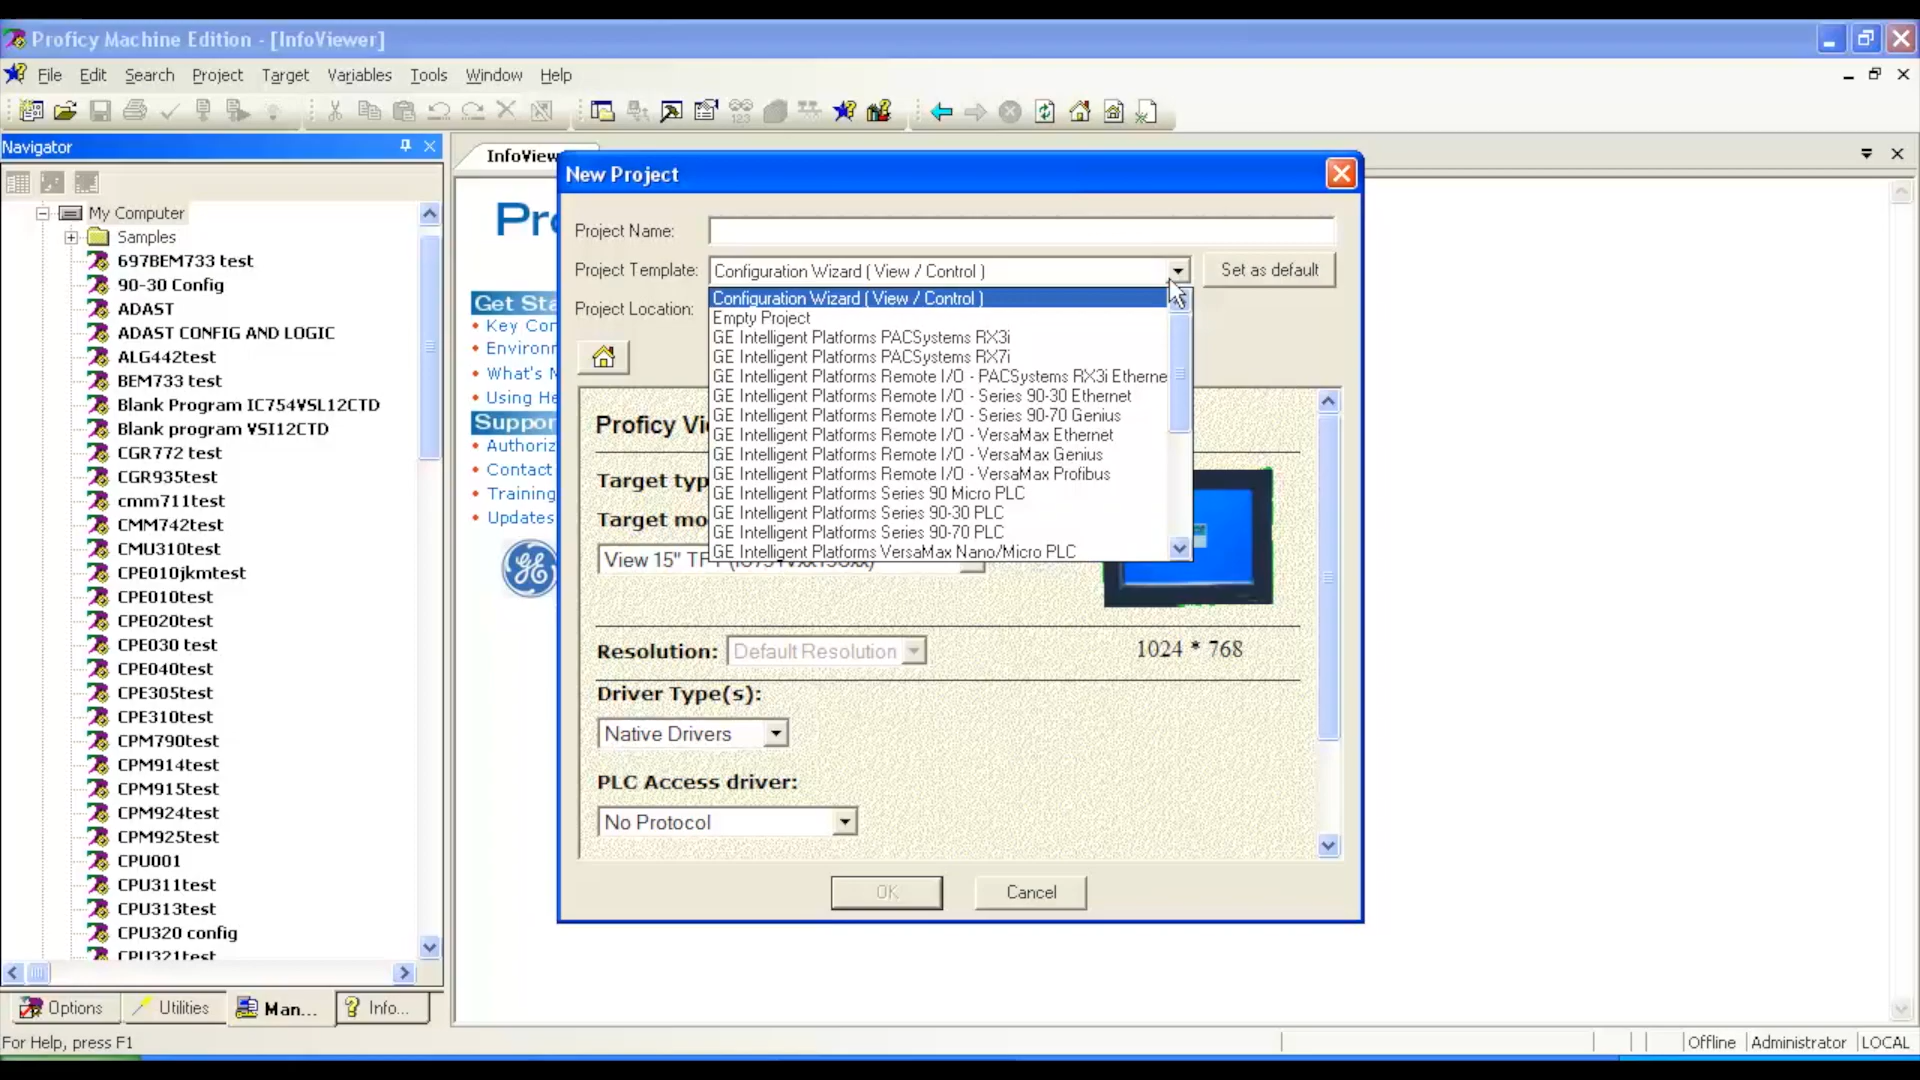 Proficy Machine Edition - [InfoViewer]
File Edit Search Project Target Variables Tools Window Help
Navigator
My Computer
Samples
697BEM733 test
90-30 Config
ADAST
ADAST CONFIG AND LOGIC
ALG442test
BEM733 test
Blank Program IC754VSL12CTD
Blank program VSI12CTD
CGR772 test
CGR935test
cmm711test
CMM742test
CMU310test
CPE010jkmtest
CPE010test
CPE020test
CPE030 test
CPE040test
CPE305test
CPE310test
CPM790test
CPM914test
CPM915test
CPM924test
CPM925test
CPU001
CPU311test
CPU313test
CPU320 config
CPU321test
Options Utilities Man... Info...
For Help, press F1
InfoView
Pro
Get Sta
Key Con
Environm
What's N
Using He
Suppor
Authoriz
Contact
Training
Updates
New Project
Project Name:
Project Template: Configuration Wizard ( View / Control ) Set as default
Project Location:
Configuration Wizard ( View / Control )
Empty Project
GE Intelligent Platforms PACSystems RX3i
GE Intelligent Platforms PACSystems RX7i
GE Intelligent Platforms Remote I/O - PACSystems RX3i Etherne
GE Intelligent Platforms Remote I/O - Series 90-30 Ethernet
GE Intelligent Platforms Remote I/O - Series 90-70 Genius
GE Intelligent Platforms Remote I/O - VersaMax Ethernet
GE Intelligent Platforms Remote I/O - VersaMax Genius
GE Intelligent Platforms Remote I/O - VersaMax Profibus
GE Intelligent Platforms Series 90 Micro PLC
GE Intelligent Platforms Series 90-30 PLC
GE Intelligent Platforms Series 90-70 PLC
GE Intelligent Platforms VersaMax Nano/Micro PLC
Proficy Vi
Target typ
Target mo
View 15" TFT
Resolution: Default Resolution 1024 * 768
Driver Type(s):
Native Drivers
PLC Access driver:
No Protocol
OK Cancel
Offline Administrator LOCAL